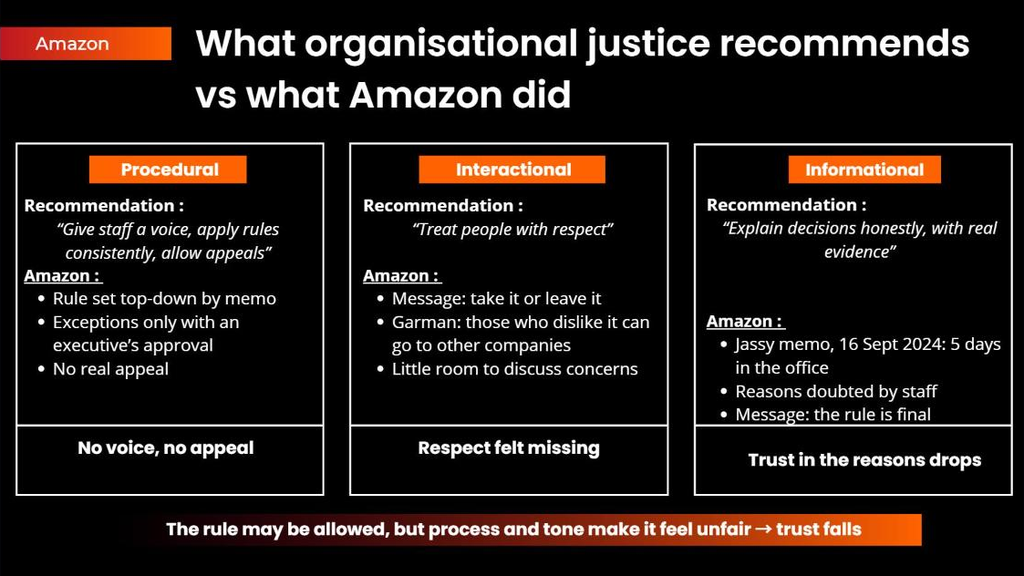 Amazon
What organisational justice recommends
vs what Amazon did
Procedural
Recommendation :
“Give staff a voice, apply rules
consistently, allow appeals”
Amazon :
• Rule set top-down by memo
• Exceptions only with an
executive’s approval
• No real appeal
No voice, no appeal
Interactional
Recommendation :
“Treat people with respect”
Amazon :
• Message: take it or leave it
• Garman: those who dislike it can
go to other companies
• Little room to discuss concerns
Respect felt missing
Informational
Recommendation :
“Explain decisions honestly, with real
evidence”
Amazon :
• Jassy memo, 16 Sept 2024: 5 days
in the office
• Reasons doubted by staff
• Message: the rule is final
Trust in the reasons drops
The rule may be allowed, but process and tone make it feel unfair → trust falls